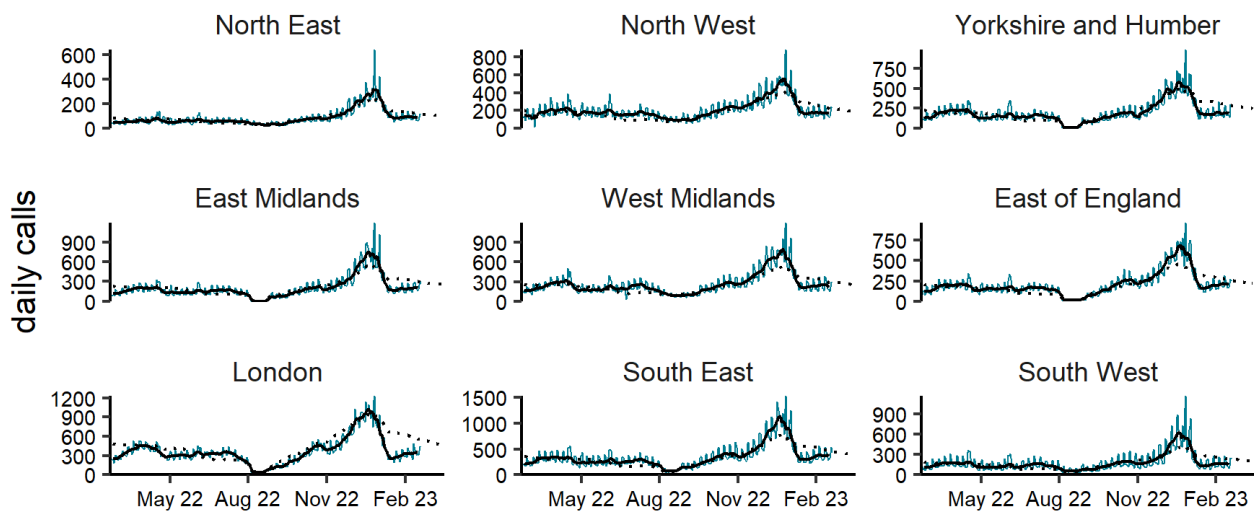 North East
North West
Yorkshire and Humber
600
400
200
0
800
600
400
200
0
750
500
250
0
East Midlands
West Midlands
East of England
900
600
300
0
900
600
300
0
750
500
250
0
daily calls
London
South East
South West
1200
900
600
300
0
1500
1000
500
0
900
600
300
0
May 22 Aug 22 Nov 22 Feb 23
May 22 Aug 22 Nov 22 Feb 23
May 22 Aug 22 Nov 22 Feb 23